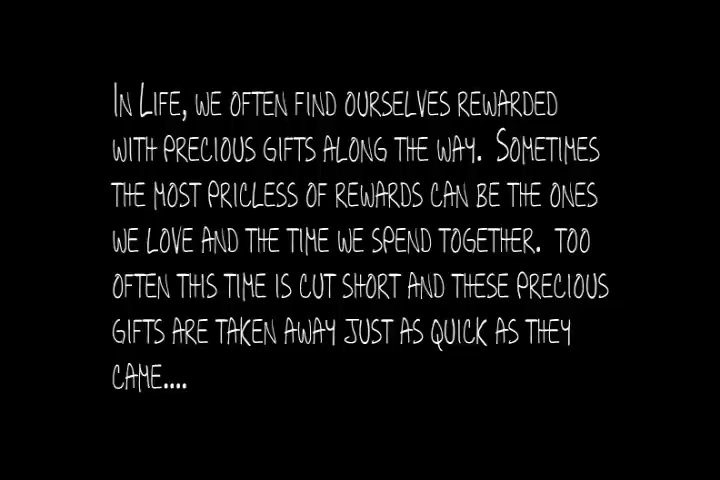 In Life, we often find ourselves rewarded
with precious gifts along the way.  Sometimes
the most pricless of rewards can be the ones
we love and the time we spend together.  too
often this time is cut short and these precious
gifts are taken away just as quick as they
came....